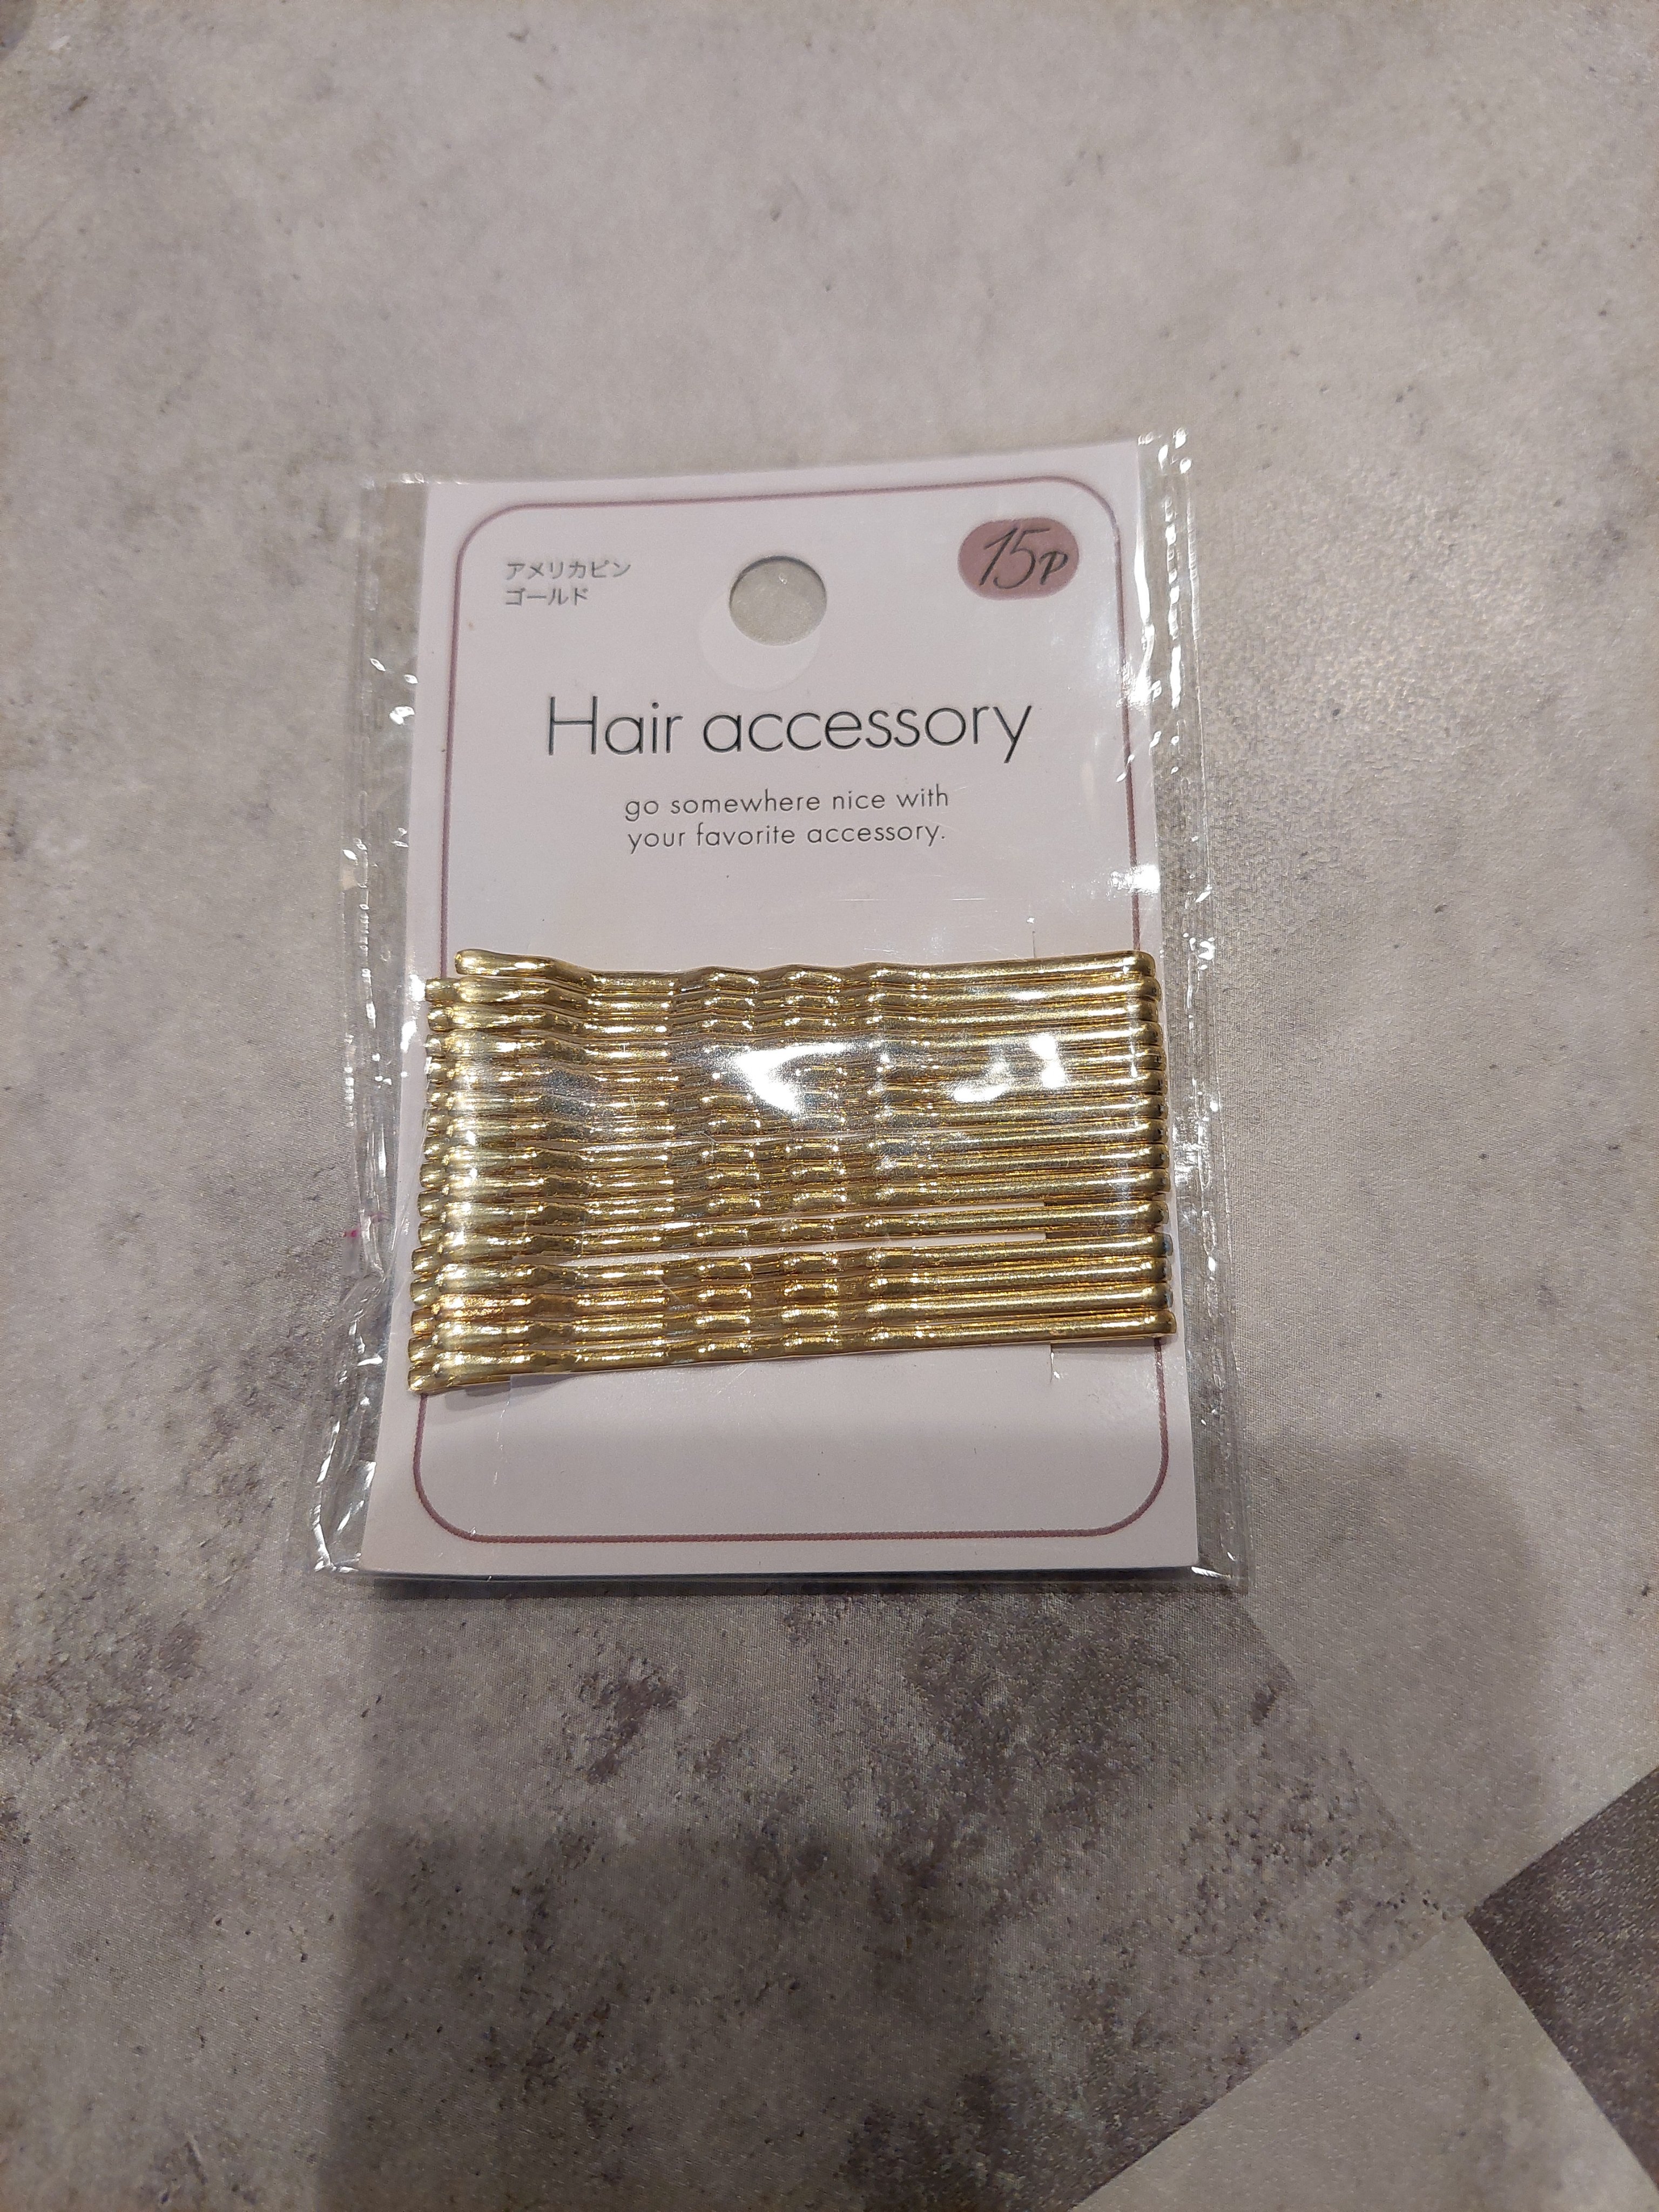 アメリカピン
ゴールド
15P
Hair accessory
go somewhere nice with
your favorite accessory.